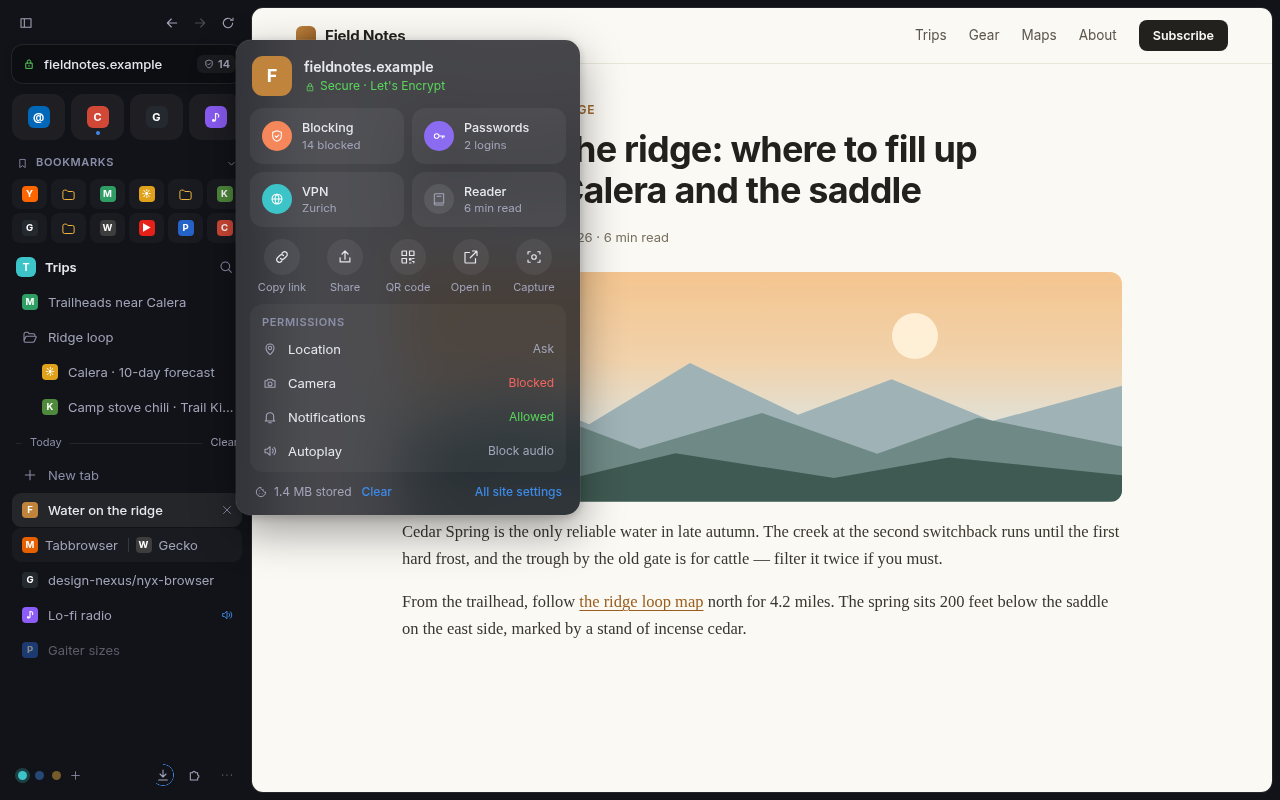 fieldnotes.example
14
@
C
G
BOOKMARKS
Y
M
K
G
W
P
C
T
Trips
M
Trailheads near Calera
Ridge loop
Calera · 10-day forecast
K
Camp stove chili · Trail Ki...
Today
Clear
New tab
F
Water on the ridge
M
Tabbrowser
W
Gecko
G
design-nexus/nyx-browser
Lo-fi radio
P
Gaiter sizes
F
fieldnotes.example
Secure · Let's Encrypt
Blocking
14 blocked
Passwords
2 logins
VPN
Zurich
Reader
6 min read
Copy link
Share
QR code
Open in
Capture
PERMISSIONS
Location
Ask
Camera
Blocked
Notifications
Allowed
Autoplay
Block audio
1.4 MB stored
Clear
All site settings
Field Notes
Trips
Gear
Maps
About
Subscribe
GE
he ridge: where to fill up
Calera and the saddle
26 · 6 min read
Cedar Spring is the only reliable water in late autumn. The creek at the second switchback runs until the first
hard frost, and the trough by the old gate is for cattle — filter it twice if you must.
From the trailhead, follow the ridge loop map north for 4.2 miles. The spring sits 200 feet below the saddle
on the east side, marked by a stand of incense cedar.